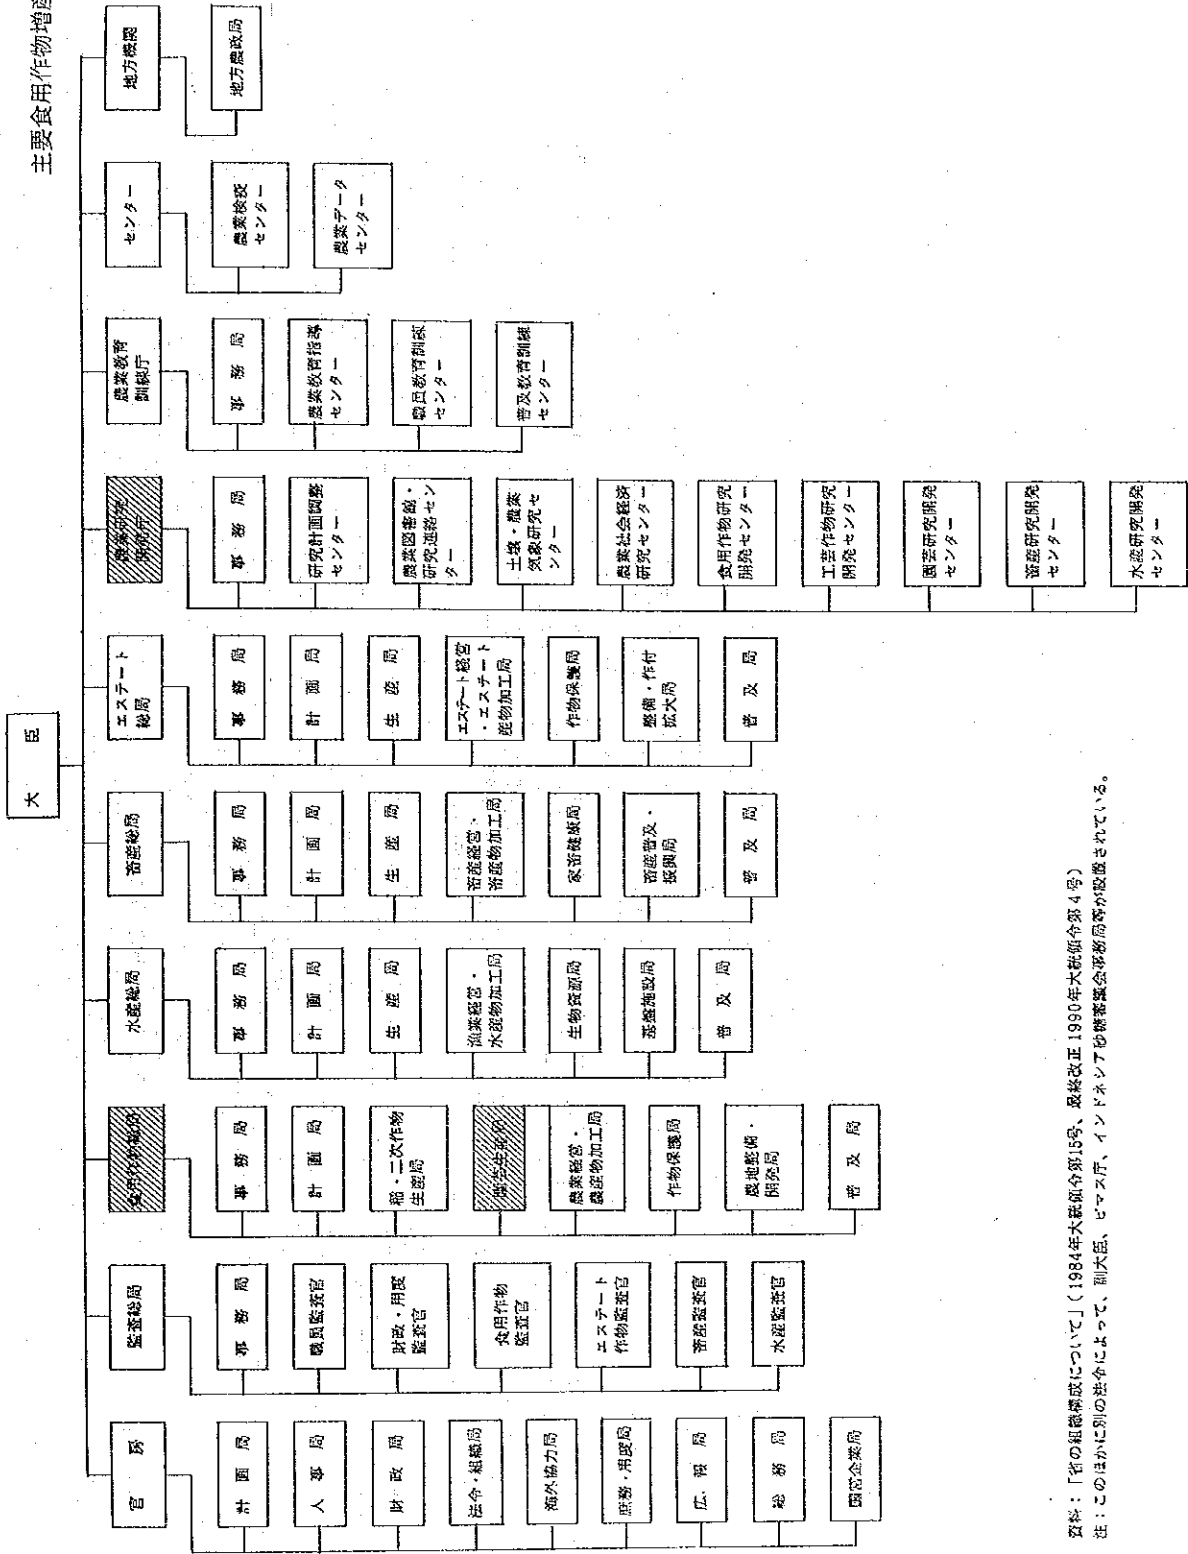 主要食用作物増産
大臣
官房
計画局
人事局
財政局
法令・組織局
海外協力局
庶務・用度局
広報局
総務局
国営企業局
監査総局
事務局
職員監査官
財政・用度
監査官
食用作物
監査官
エステート
作物監査官
畜産監査官
水産監査官
食用作物総局
事務局
計画局
稲・二次作物
生産局
園芸生産局
農業経営・
農産物加工局
作物保護局
農地整備・
開発局
普及局
水産総局
事務局
計画局
生産局
漁業経営・
水産物加工局
生物資源局
基盤施設局
普及局
畜産総局
事務局
計画局
生産局
畜産経営・
畜産物加工局
家畜健康局
畜産普及・
振興局
普及局
エステート
総局
事務局
計画局
生産局
エステート経営
・エステート
産物加工局
作物保護局
整備・作付
拡大局
普及局
農業研究
開発庁
事務局
研究計画調整
センター
農業図書館・
研究連絡セン
ター
土壌・農業
気象研究セ
ンター
農業社会経済
研究センター
食用作物研究
開発センター
工芸作物研究
開発センター
園芸研究開発
センター
畜産研究開発
センター
水産研究開発
センター
農業教育
訓練庁
事務局
農業教育指導
センター
職員教育訓練
センター
普及教育訓練
センター
センター
農業検疫
センター
農業データ
センター
地方機関
地方農政局
資料：「省の組織構成について」（1984年大統領令第15号、最終改正1990年大統領令第4号）
注：このほかに別の法令によって、副大臣、ビマス庁、インドネシア砂糖審議会事務局等が設置されている。